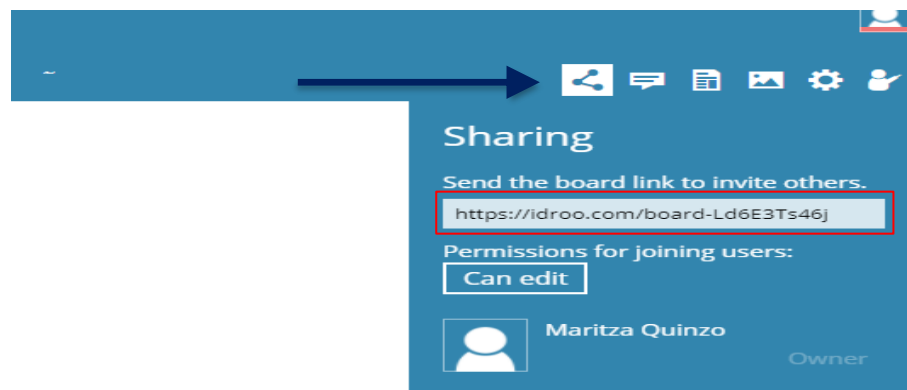 Sharing
Send the board link to invite others.
https://idroo.com/board-Ld6E3Ts46j
Permissions for joining users:
Can edit
Maritza Quinzo
Owner